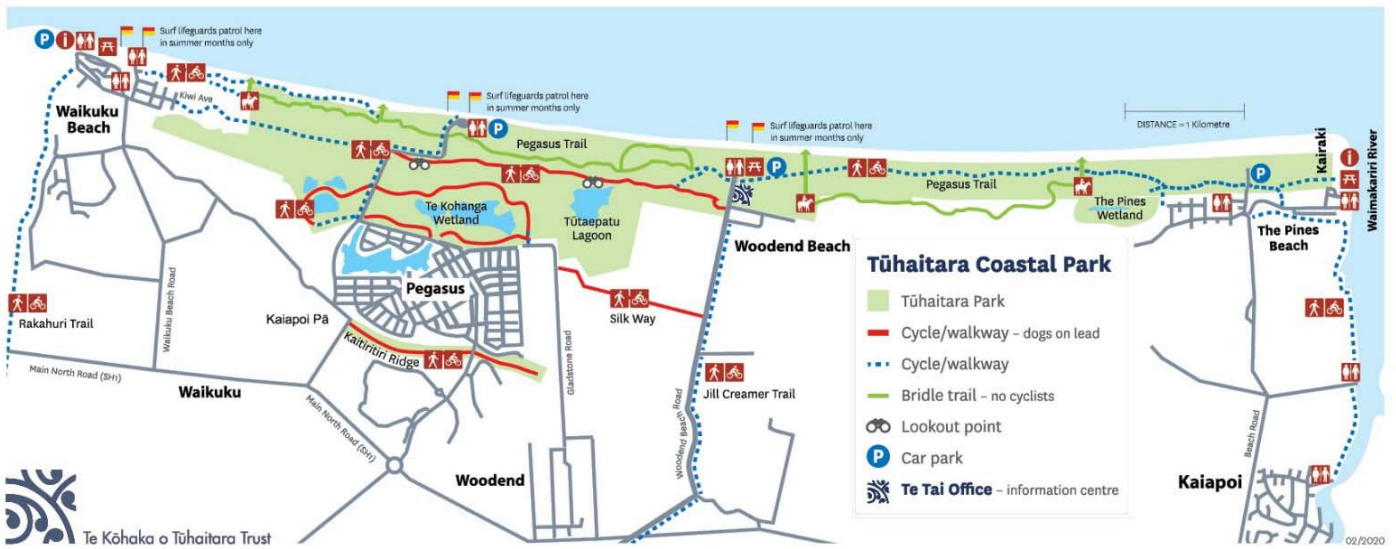 Surf lifeguards patrol here
in summer months only
P
i
Kiwi Ave
Waikuku
Beach
Surf lifeguards patrol here
in summer months only
P
Pegasus Trail
Surf lifeguards patrol here
in summer months only
P
DISTANCE = 1 Kilometre
Kairaki
Waimakariri River
i
P
Pegasus Trail
The Pines
Wetland
The Pines
Beach
Te Kohanga
Wetland
Tūtaepatu
Lagoon
Woodend Beach
Pegasus
Silk Way
Rakahuri Trail
Waikuku Beach Road
Kaiapoi Pā
Kaitiritiri Ridge
Gladstone Road
Main North Road (SH1)
Waikuku
Main North Road (SH1)
Woodend
Woodend Beach Road
Jill Creamer Trail
Tūhaitara Coastal Park
Tūhaitara Park
Cycle/walkway – dogs on lead
Cycle/walkway
Bridle trail – no cyclists
Lookout point
P Car park
Te Tai Office – information centre
Beach Road
Kaiapoi
Te Kōhaka o Tūhaitara Trust
02/2020